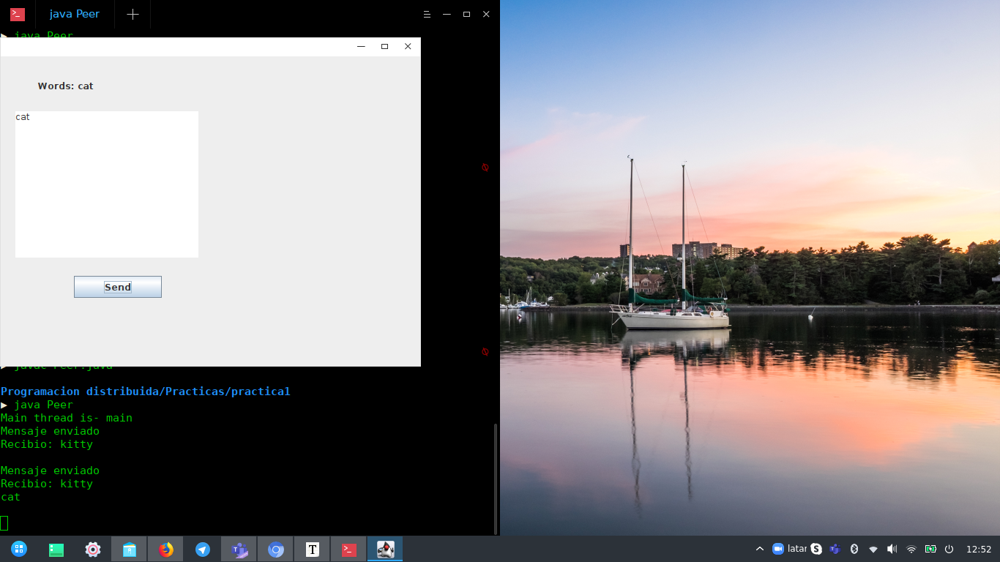 java Peer
▶ java Peer
Words: cat
cat
Send
▶ javac Peer.java
Programacion distribuida/Practicas/practica1
▶ java Peer
Main thread is- main
Mensaje enviado
Recibio: kitty
Mensaje enviado
Recibio: kitty
cat
latar
12:52